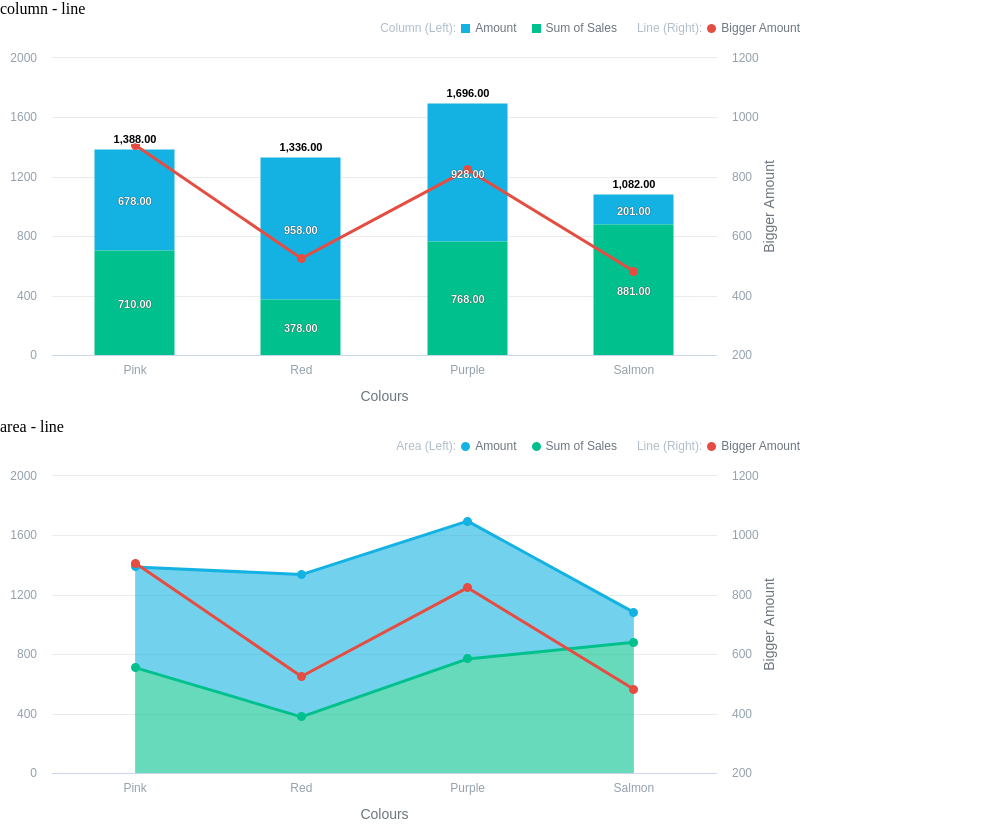 column - line
Column (Left): Amount Sum of Sales Line (Right): Bigger Amount
2000 1200
1,696.00
1600 1000
1,388.00
1,336.00
1200 928.00 800
1,082.00
678.00 201.00
958.00
800 600
Bigger Amount
881.00
400 710.00 768.00 400
378.00
0 200
Pink Red Purple Salmon
Colours
area - line
Area (Left): Amount Sum of Sales Line (Right): Bigger Amount
2000 1200
1600 1000
1200 800
Bigger Amount
800 600
400 400
0 200
Pink Red Purple Salmon
Colours